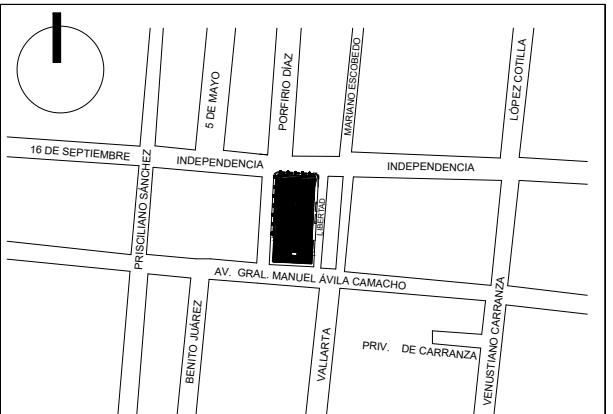 5 DE MAYO
PORFIRIO DÍAZ
MARIANO ESCOBEDO
LÓPEZ COTILLA
16 DE SEPTIEMBRE
INDEPENDENCIA
INDEPENDENCIA
PRISCILIANO SÁNCHEZ
LIBERTAD
AV. GRAL. MANUEL ÁVILA CAMACHO
BENITO JUÁREZ
VALLARTA
PRIV. DE CARRANZA
VENUSTIANO CARRANZA